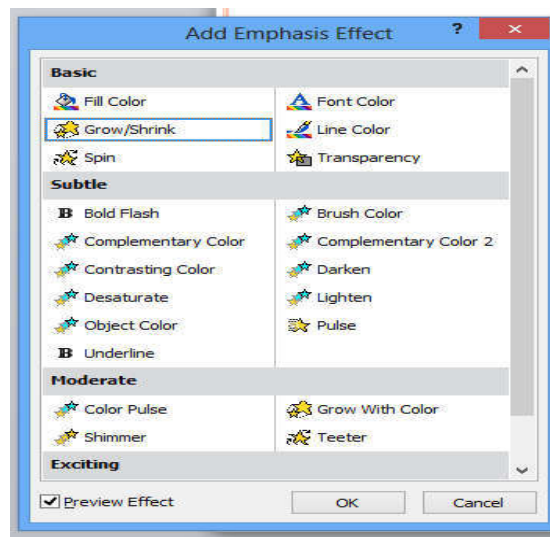 Add Emphasis Effect ? ×
Basic
Fill Color Font Color
Grow/Shrink Line Color
Spin Transparency
Subtle
B Bold Flash Brush Color
Complementary Color Complementary Color 2
Contrasting Color Darken
Desaturate Lighten
Object Color Pulse
B Underline
Moderate
Color Pulse Grow With Color
Shimmer Teeter
Exciting
Preview Effect OK Cancel